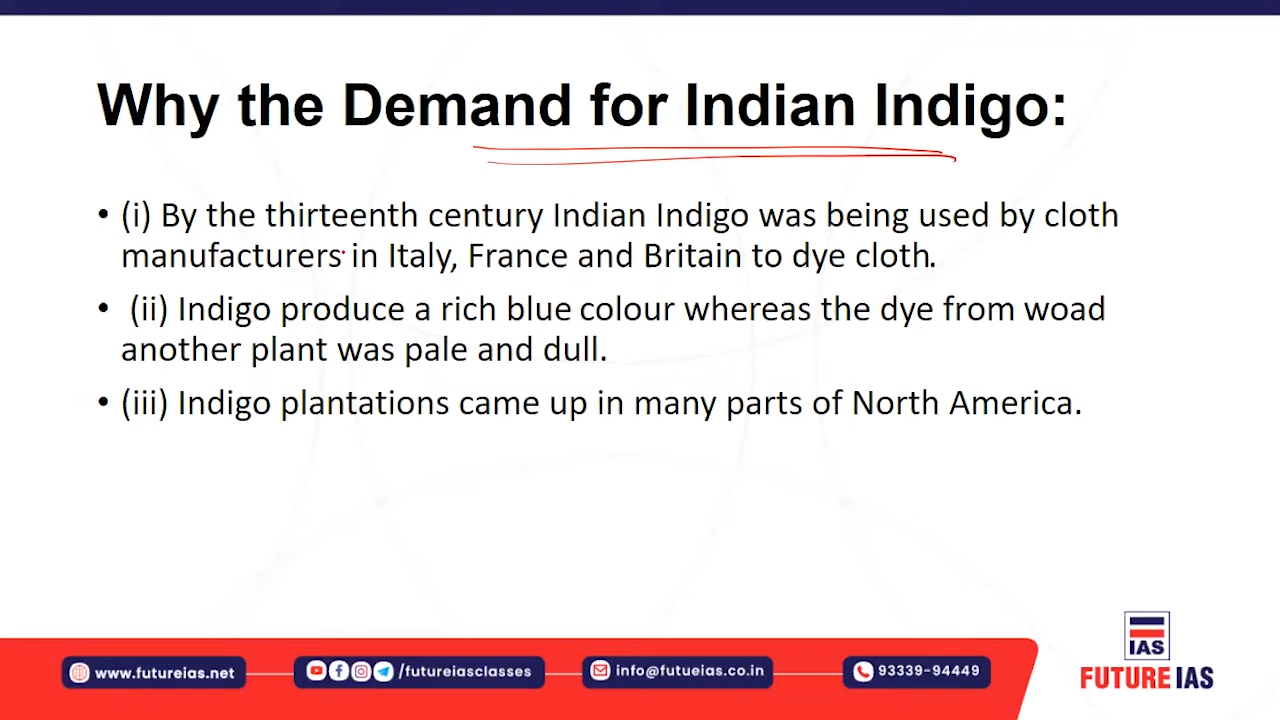 Why the Demand for Indian Indigo:
• (i) By the thirteenth century Indian Indigo was being used by cloth
manufacturers in Italy, France and Britain to dye cloth.
• (ii) Indigo produce a rich blue colour whereas the dye from woad
another plant was pale and dull.
• (iii) Indigo plantations came up in many parts of North America.
IAS
FUTURE IAS
www.futureias.net
/futureiasclasses
info@futueias.co.in
93339-94449